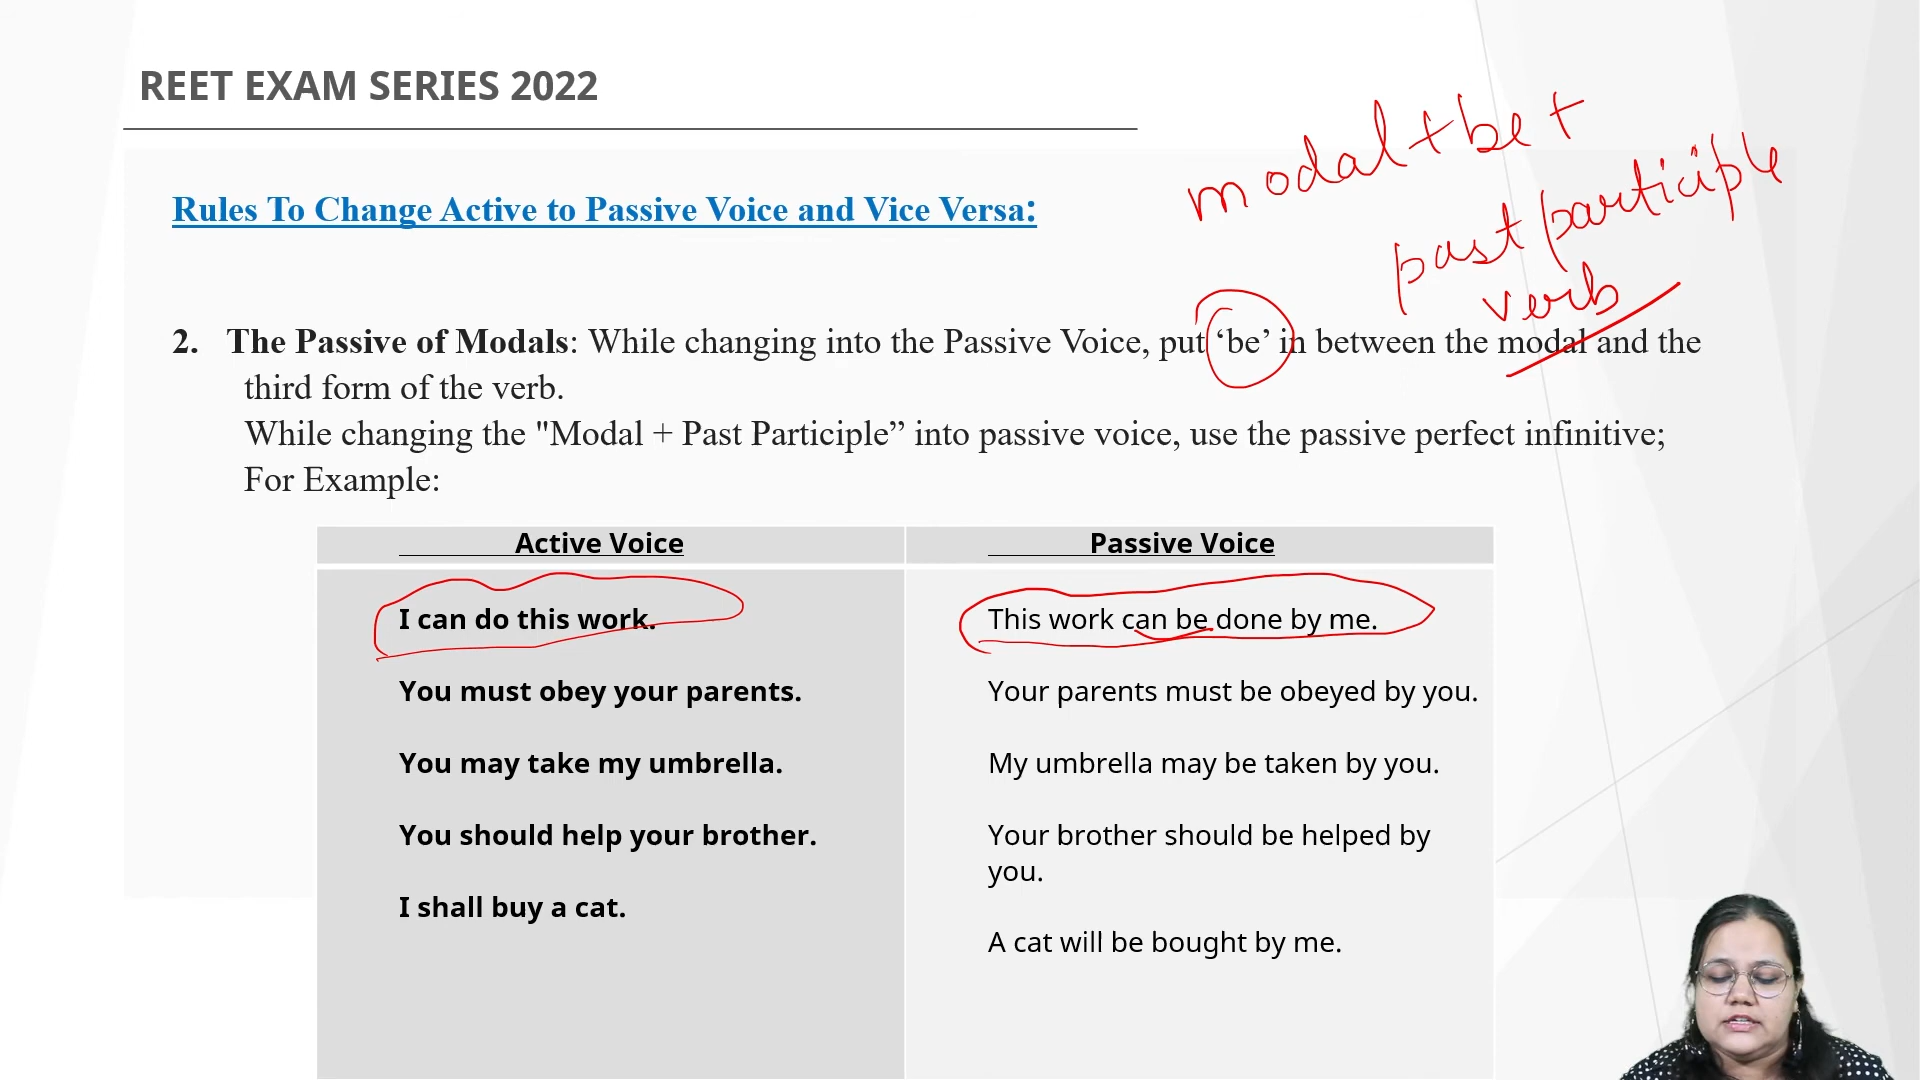 REET EXAM SERIES 2022
modal + be +
past participle
verb
Rules To Change Active to Passive Voice and Vice Versa:
2. The Passive of Modals: While changing into the Passive Voice, put ‘be’ in between the modal and the
third form of the verb.
While changing the "Modal + Past Participle” into passive voice, use the passive perfect infinitive;
For Example:
Active Voice
Passive Voice
I can do this work.
This work can be done by me.
You must obey your parents.
Your parents must be obeyed by you.
You may take my umbrella.
My umbrella may be taken by you.
You should help your brother.
Your brother should be helped by
you.
I shall buy a cat.
A cat will be bought by me.